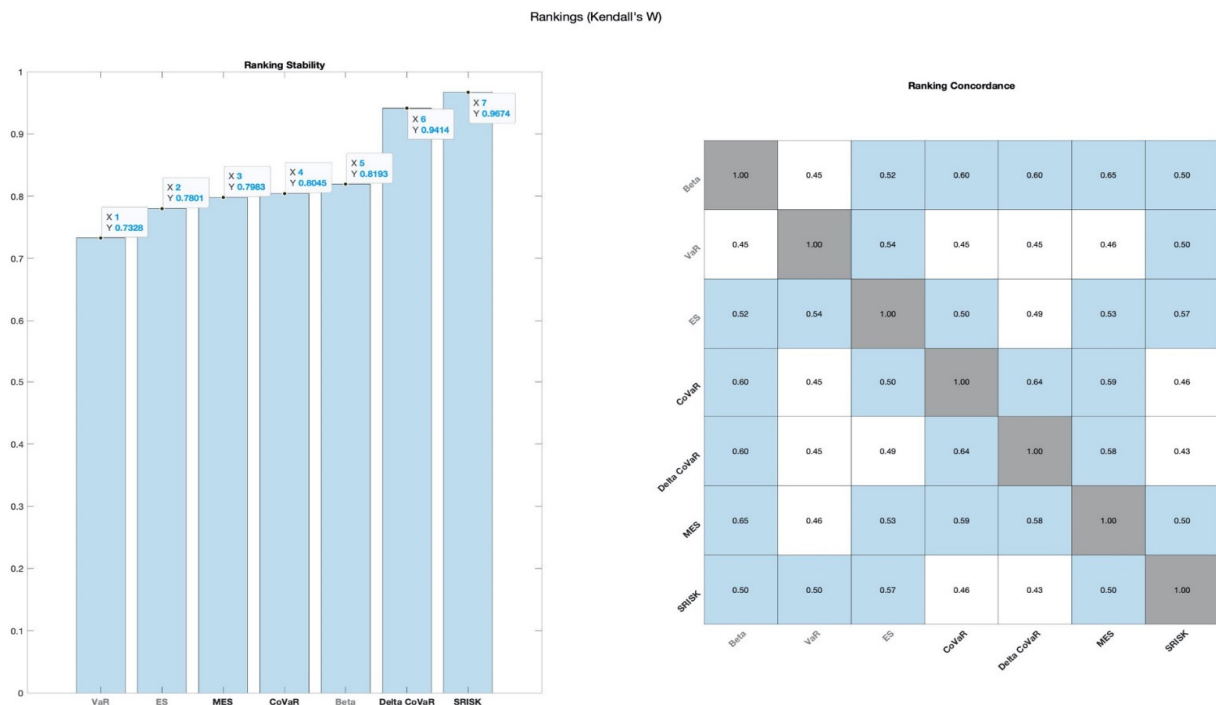 Rankings (Kendall's W)
Ranking Stability
1
0.9
0.8
0.7
0.6
0.5
0.4
0.3
0.2
0.1
0
X 1
Y 0.7328
X 2
Y 0.7801
X 3
Y 0.7983
X 4
Y 0.8045
X 5
Y 0.8193
X 6
Y 0.9414
X 7
Y 0.9674
VaR ES MES CoVaR Beta Delta CoVaR SRISK
Ranking Concordance
Beta 1.00 0.45 0.52 0.60 0.60 0.65 0.50
VaR 0.45 1.00 0.54 0.45 0.45 0.46 0.50
ES 0.52 0.54 1.00 0.50 0.49 0.53 0.57
CoVaR 0.60 0.45 0.50 1.00 0.64 0.59 0.46
Delta CoVaR 0.60 0.45 0.49 0.64 1.00 0.58 0.43
MES 0.65 0.46 0.53 0.59 0.58 1.00 0.50
SRISK 0.50 0.50 0.57 0.46 0.43 0.50 1.00
Beta VaR ES CoVaR Delta CoVaR MES SRISK